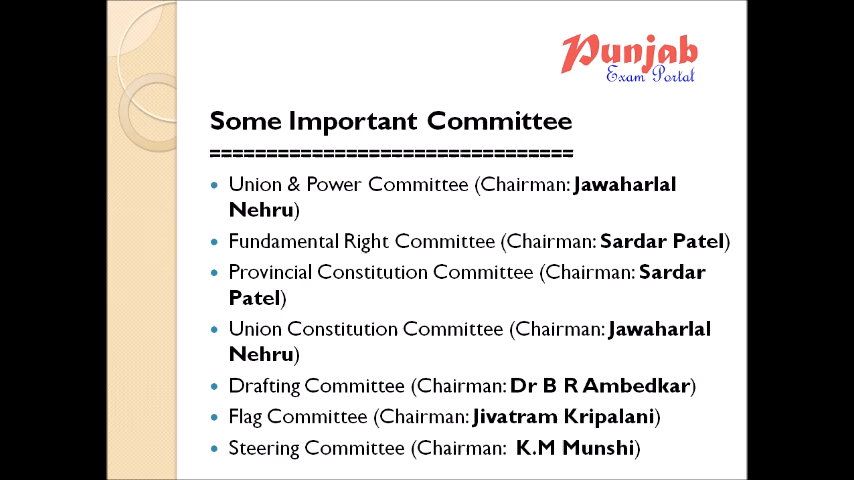 Punjab
Exam Portal
Some Important Committee
================================
• Union & Power Committee (Chairman: Jawaharlal
Nehru)
• Fundamental Right Committee (Chairman: Sardar Patel)
• Provincial Constitution Committee (Chairman: Sardar
Patel)
• Union Constitution Committee (Chairman: Jawaharlal
Nehru)
• Drafting Committee (Chairman: Dr B R Ambedkar)
• Flag Committee (Chairman: Jivatram Kripalani)
• Steering Committee (Chairman:  K.M Munshi)